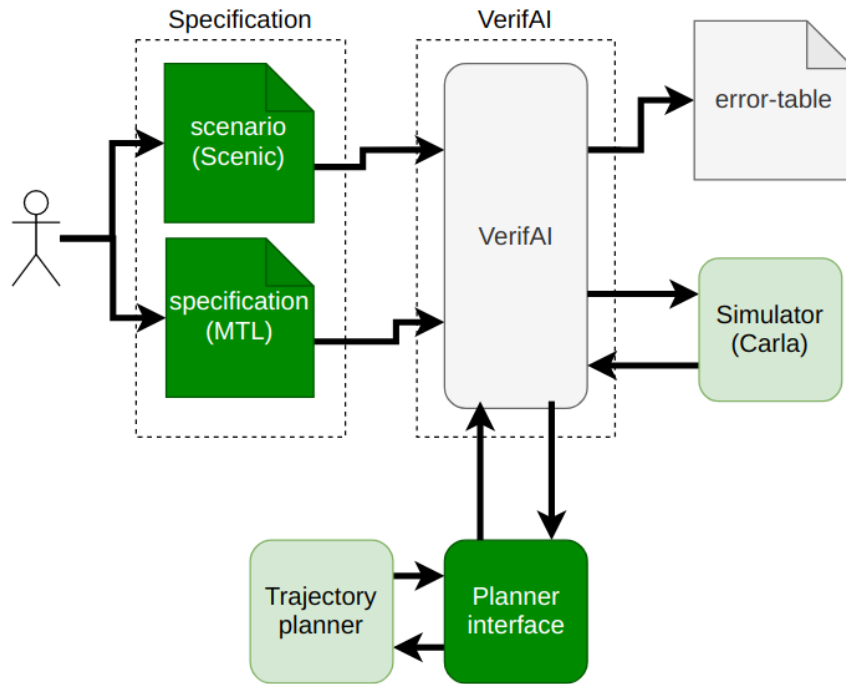 Specification
VerifAI
scenario
(Scenic)
error-table
VerifAI
specification
(MTL)
Simulator
(Carla)
Trajectory
planner
Planner
interface